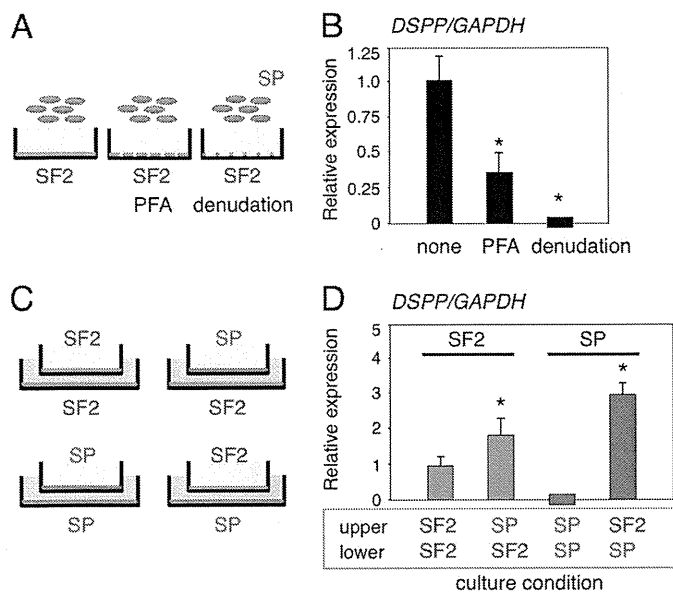 A
SP
SF2 SF2 SF2
PFA denudation
B
DSPP/GAPDH
Relative expression
1.25
1.00
0.75
0.5
0.25
0
*
*
none PFA denudation
C
SF2 SP
SF2 SF2
SP SF2
SP SP
D
DSPP/GAPDH
Relative expression
5
4
3
2
1
0
SF2 SP
*
*
upper SF2 SP SP SF2
lower SF2 SF2 SP SP
culture condition